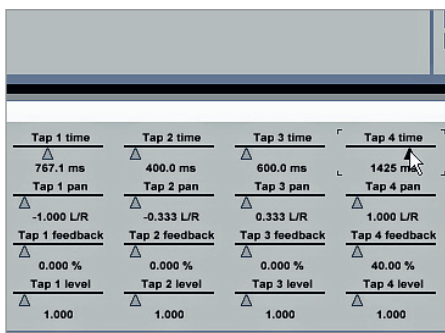 Tap 1 time Tap 2 time Tap 3 time Tap 4 time
767.1 ms 400.0 ms 600.0 ms 1425
Tap 1 pan Tap 2 pan Tap 3 pan Tap 4 pan
-1.000 L/R -0.333 L/R 0.333 L/R 1.000 L/R
Tap 1 feedback Tap 2 feedback Tap 3 feedback Tap 4 feedback
0.000 % 0.000 % 0.000 % 40.00 %
Tap 1 level Tap 2 level Tap 3 level Tap 4 level
1.000 1.000 1.000 1.000